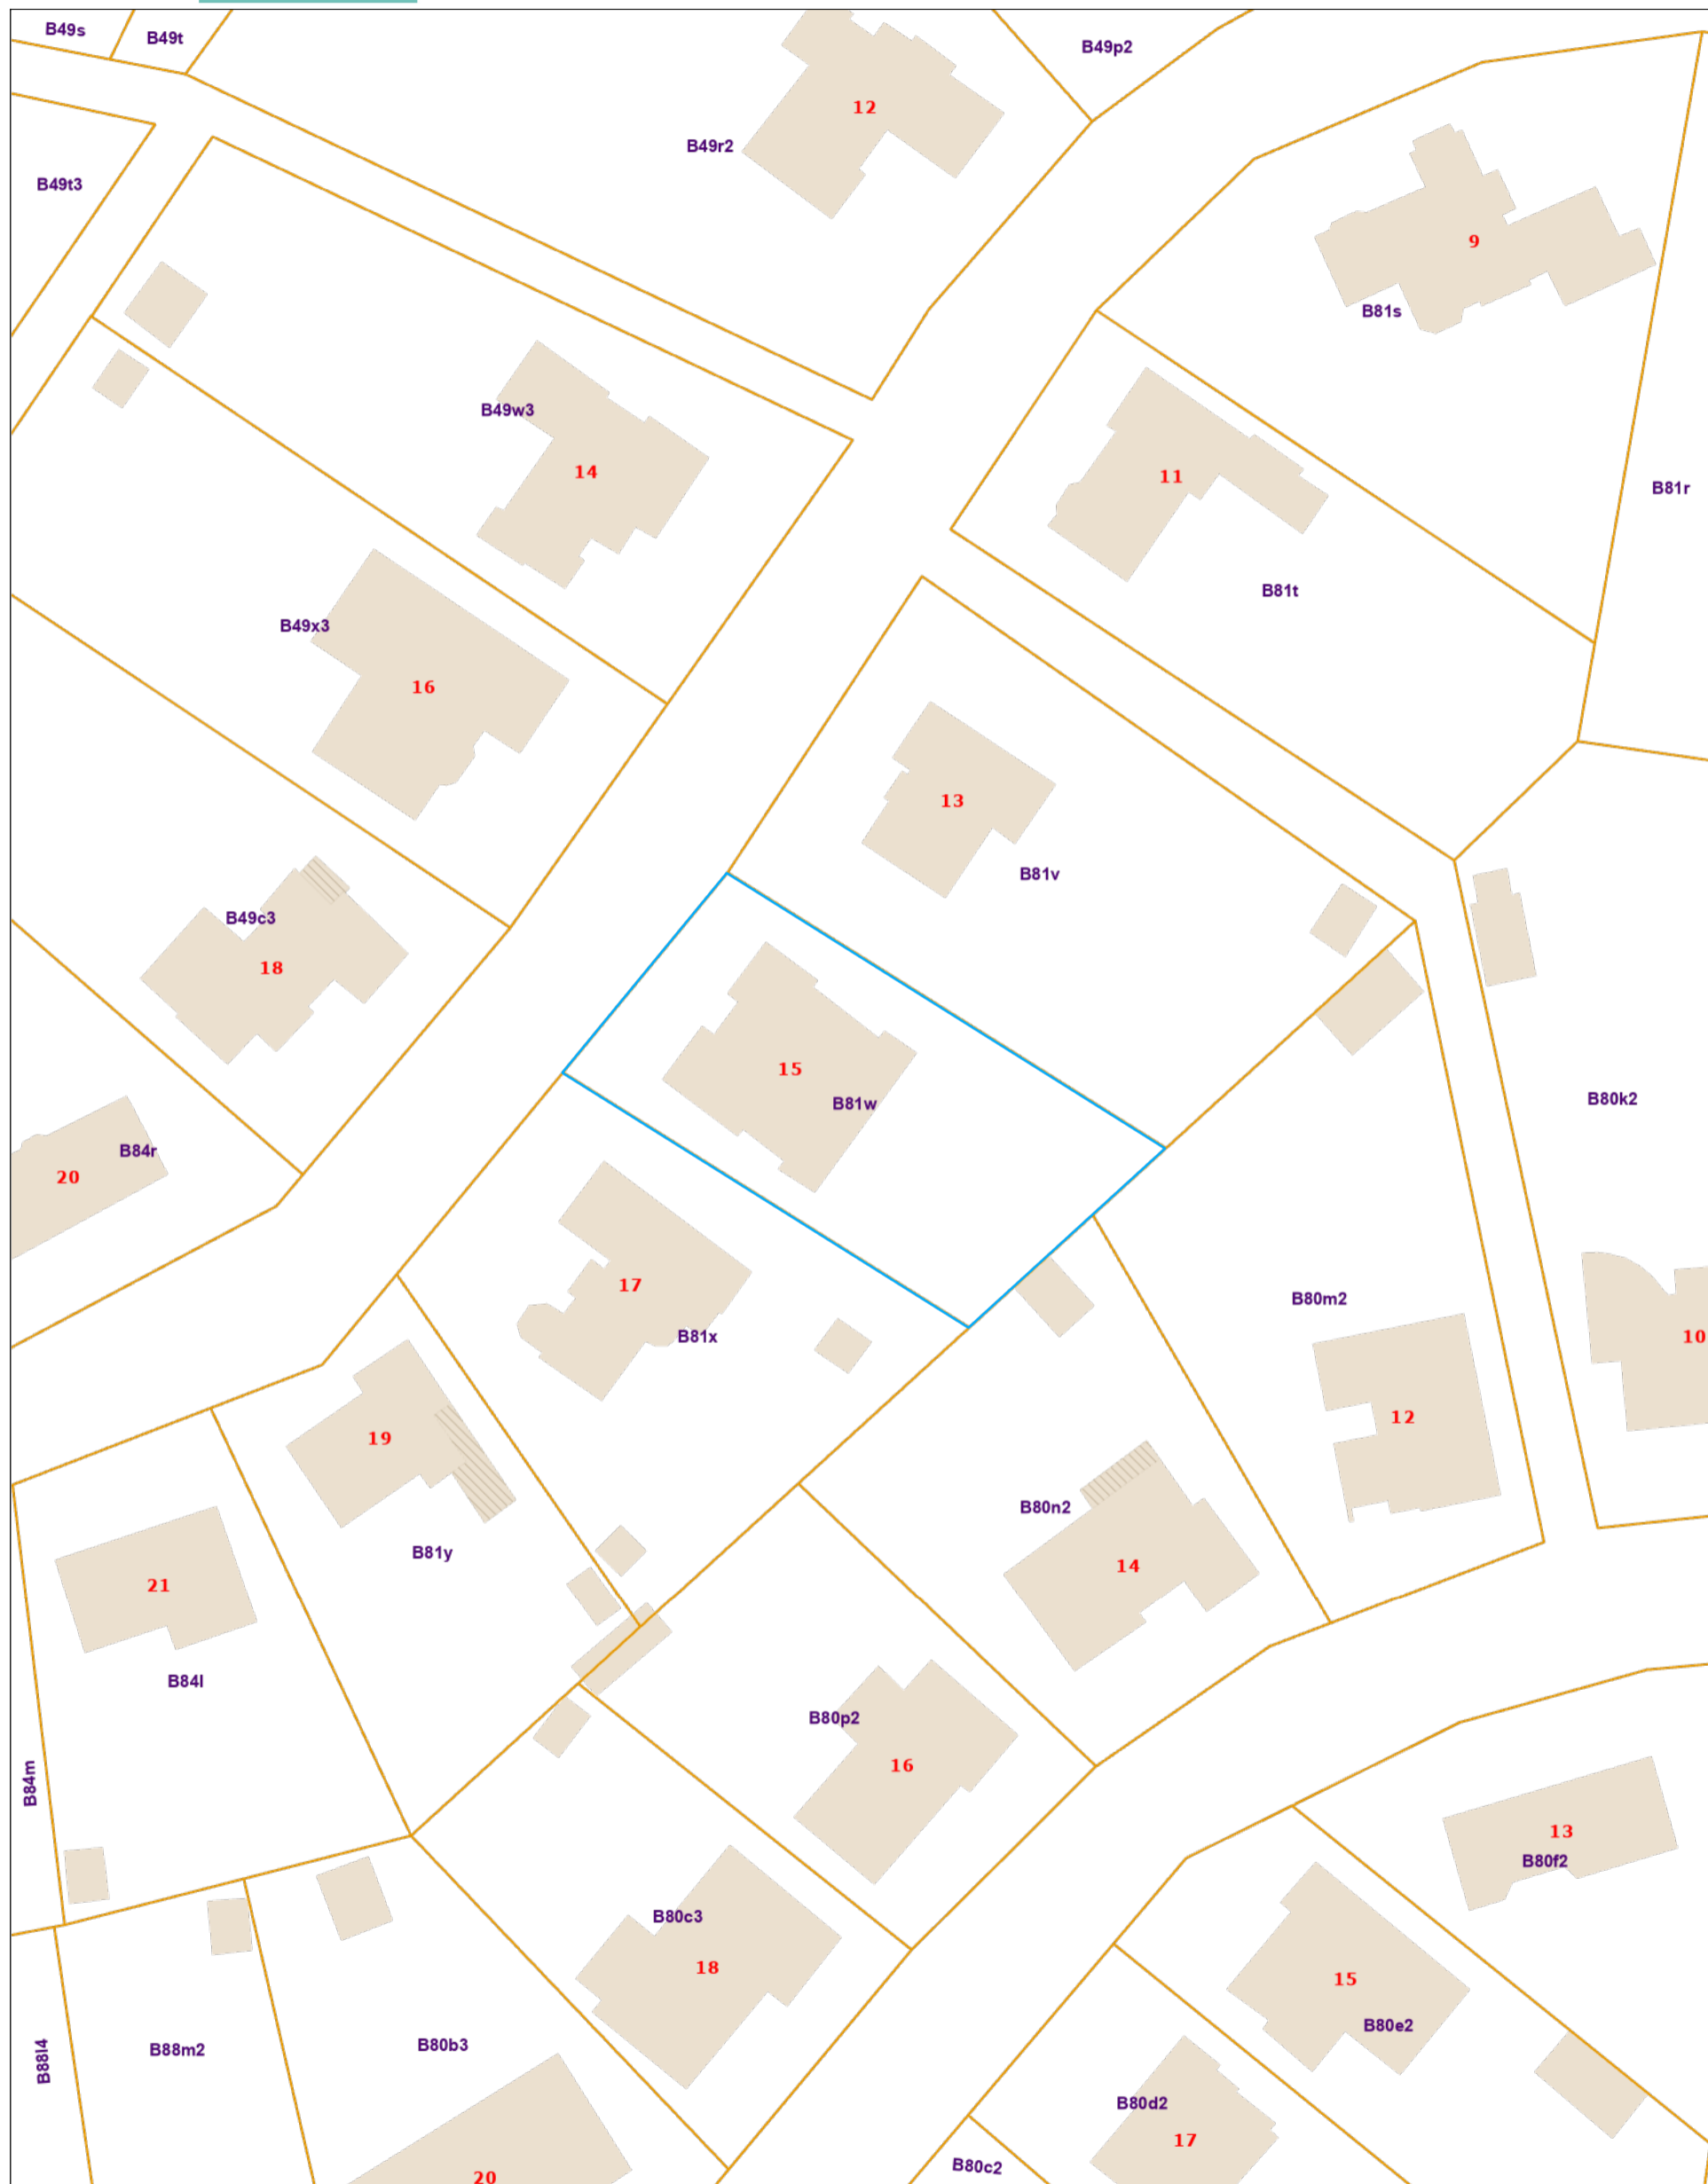 B49s
B49t
B49p2
12
B49r2
B49t3
9
B81s
B49w3
14
11
B81r
B81t
B49x3
16
13
B81v
B49c3
18
15
B81w
B80k2
B84r
20
17
B81x
B80m2
10
12
19
B80n2
B81y
14
21
B84l
B80p2
16
B84m
13
B80f2
B80c3
18
15
B80e2
B88l4
B88m2
B80b3
B80d2
17
B80c2
20